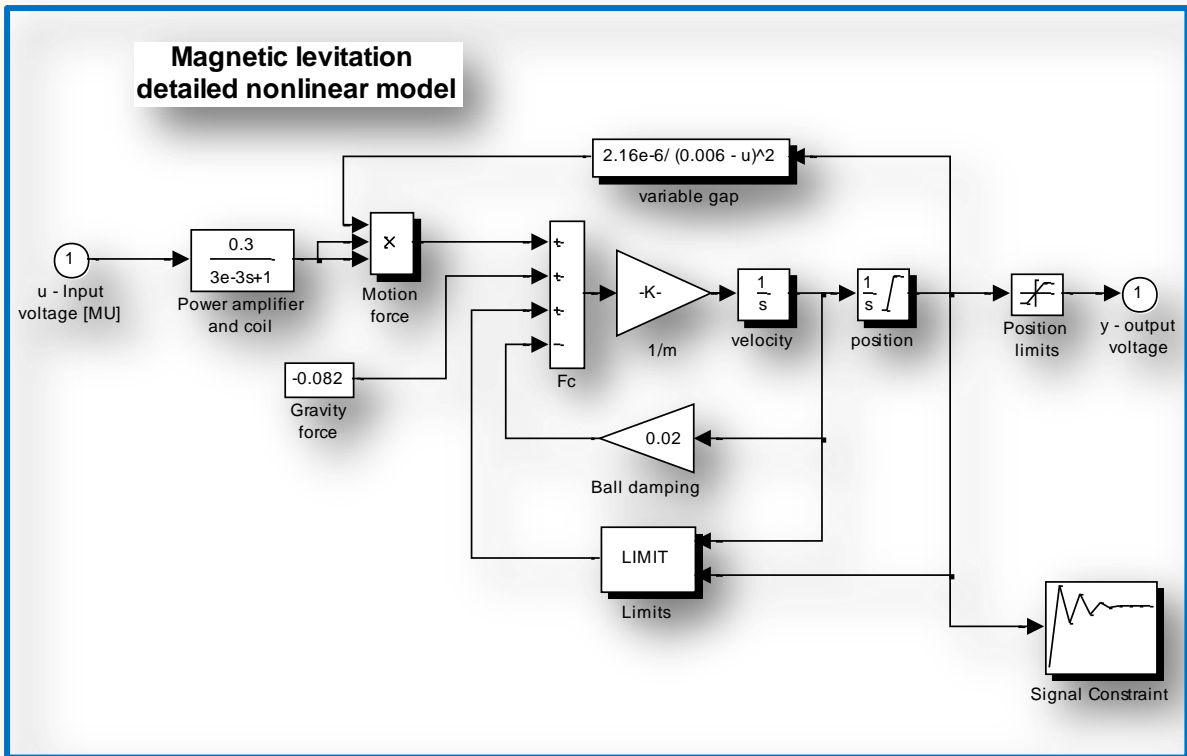 Magnetic levitation
detailed nonlinear model
2.16e-6/ (0.006 - u)^2
variable gap
1
u - Input
voltage [MU]
0.3
3e-3s+1
Power amplifier
and coil
x
Motion
force
-0.082
Gravity
force
+
+
+
-
Fc
-K-
1/m
1
s
velocity
1
s
position
Position
limits
1
y - output
voltage
0.02
Ball damping
LIMIT
Limits
Signal Constraint